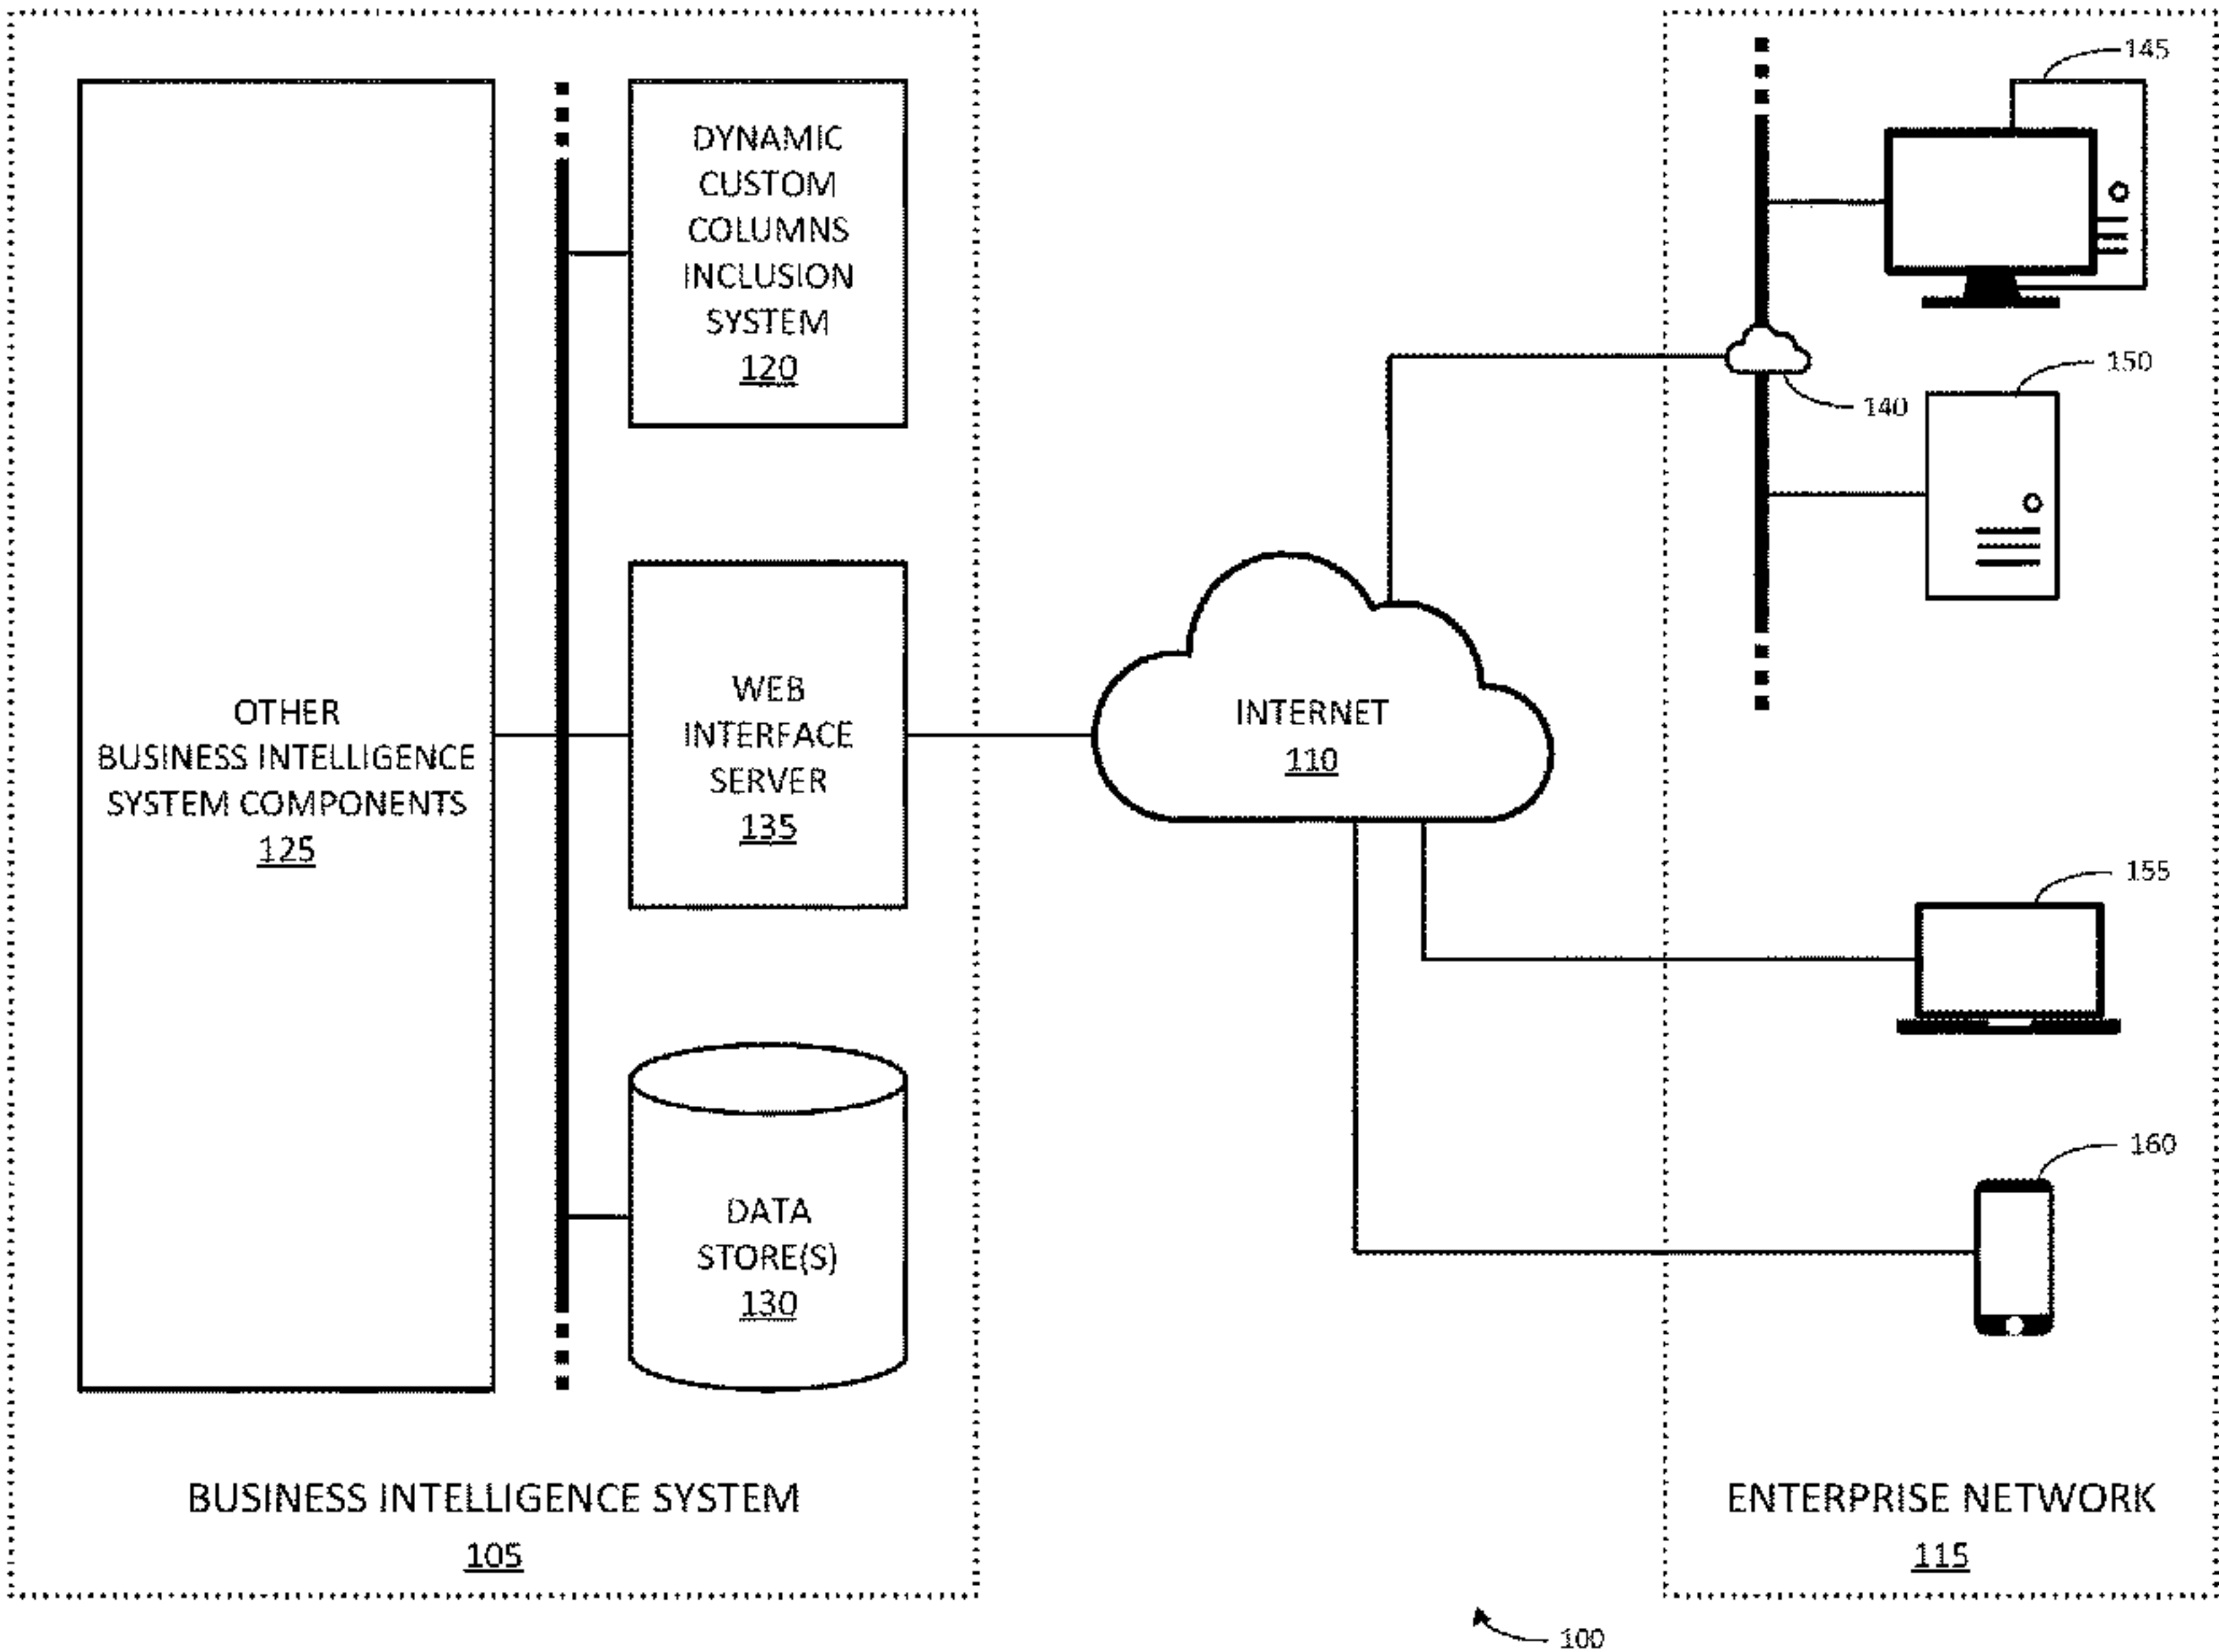 DYNAMIC
CUSTOM
COLUMNS
INCLUSION
SYSTEM
120
OTHER
BUSINESS INTELLIGENCE
SYSTEM COMPONENTS
125
WEB
INTERFACE
SERVER
135
DATA
STORE(S)
130
BUSINESS INTELLIGENCE SYSTEM
105
INTERNET
110
145
150
140
155
160
ENTERPRISE NETWORK
115
100